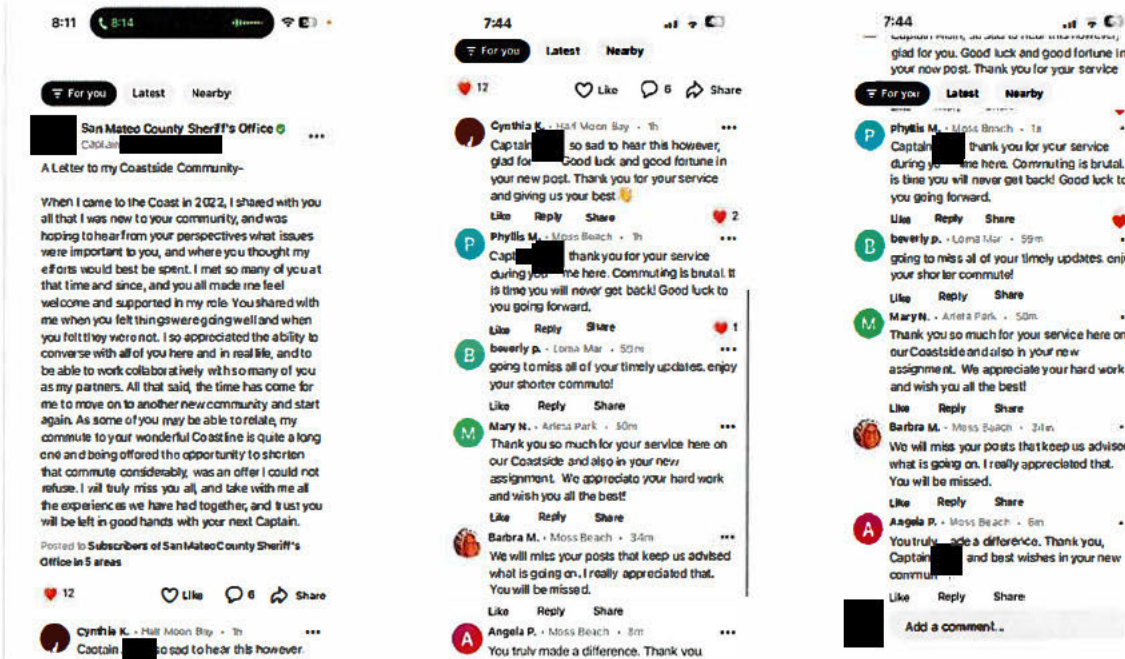 8:11
8:14
For you Latest Nearby
San Mateo County Sheriff's Office
Captain
A Letter to my Coastside Community-
When I came to the Coast in 2022, I shared with you
all that I was new to your community, and was
hoping to hear from your perspectives what issues
were important to you, and where you thought my
efforts would best be spent. I met so many of you at
that time and since, and you all made me feel
welcome and supported in my role. You shared with
me when you felt things were going well and when
you felt they were not. I so appreciated the ability to
converse with all of you here and in real life, and to
be able to work collaboratively with so many of you
as my partners. All that said, the time has come for
me to move on to another new community and start
again. As some of you may be able to relate, my
commute to your wonderful Coastline is quite a long
one and being offered the opportunity to shorten
that commute considerably, was an offer I could not
refuse. I will truly miss you all, and take with me all
the experiences we have had together, and trust you
will be left in good hands with your next Captain.
Posted to Subscribers of San Mateo County Sheriff's
Office in 5 areas
12 Like 6 Share
Cynthia K. · Half Moon Bay · 1h
Captain so sad to hear this however,
7:44
For you Latest Nearby
12 Like 6 Share
Cynthia K. · Half Moon Bay · 1h
Captain so sad to hear this however,
glad for Good luck and good fortune in
your new post. Thank you for your service
and giving us your best 👏
Like Reply Share 2
Phyllis M. · Moss Beach · 1h
Capt thank you for your service
during yo me here. Commuting is brutal. It
is time you will never get back! Good luck to
you going forward.
Like Reply Share 1
beverly p. · Loma Mar · 59m
going to miss all of your timely updates. enjoy
your shorter commute!
Like Reply Share
Mary N. · Arleta Park · 50m
Thank you so much for your service here on
our Coastside and also in your new
assignment. We appreciate your hard work
and wish you all the best!
Like Reply Share
Barbra M. · Moss Beach · 34m
We will miss your posts that keep us advised
what is going on. I really appreciated that.
You will be missed.
Like Reply Share
Angela P. · Moss Beach · 8m
You truly made a difference. Thank you
7:44
glad for you. Good luck and good fortune in
your new post. Thank you for your service
For you Latest Nearby
Phyllis M. · Moss Beach · 1h
Captain thank you for your service
during yo me here. Commuting is brutal.
is time you will never get back! Good luck to
you going forward.
Like Reply Share
beverly p. · Loma Mar · 59m
going to miss all of your timely updates. enj
your shorter commute!
Like Reply Share
Mary N. · Arleta Park · 50m
Thank you so much for your service here on
our Coastside and also in your new
assignment. We appreciate your hard work
and wish you all the best!
Like Reply Share
Barbra M. · Moss Beach · 34m
We will miss your posts that keep us advised
what is going on. I really appreciated that.
You will be missed.
Like Reply Share
Angela P. · Moss Beach · 8m
You truly ade a difference. Thank you,
Captain and best wishes in your new
commun
Like Reply Share
Add a comment...